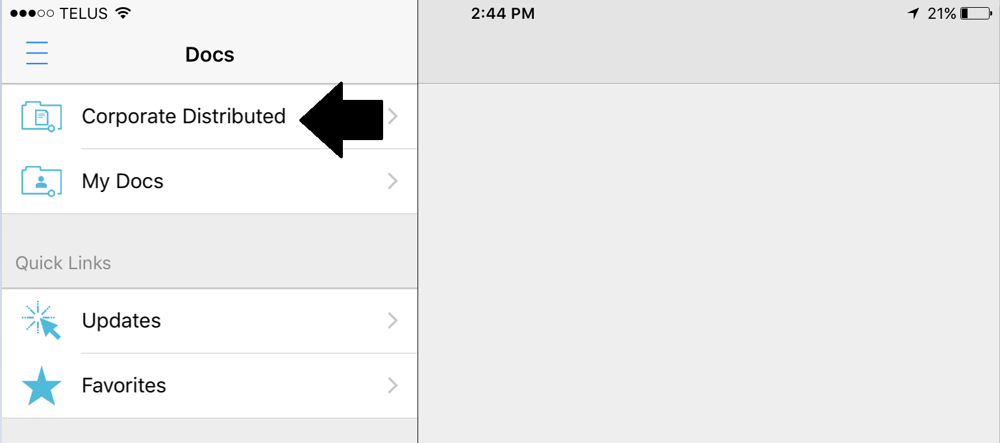 TELUS 2:44 PM 21%
Docs
Corporate Distributed
My Docs
Quick Links
Updates
Favorites